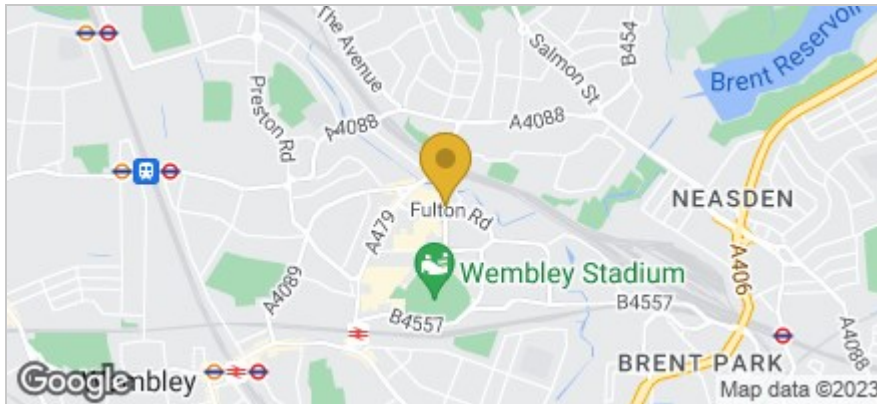 The Avenue
Preston Rd
A4088
A4088
Salmon St
B454
Brent Reservoir
NEASDEN
Fulton Rd
A479
A4089
Wembley Stadium
A406
B4557
B4557
A4088
BRENT PARK
Google
Wembley
Map data ©2023